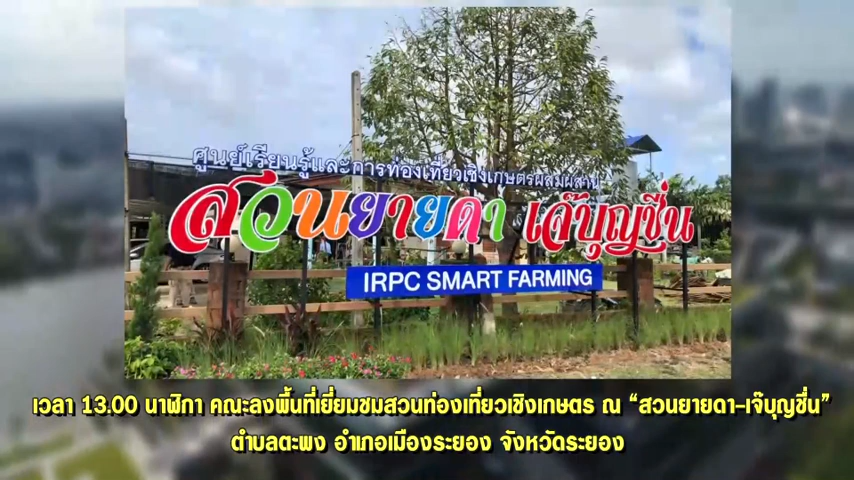 ศูนย์เรียนรู้และการท่องเที่ยวเชิงเกษตรผสมผสาน
สวนยายดา เจ๊บุญชื่น
IRPC SMART FARMING
เวลา 13.00 นาฬิกา คณะลงพื้นที่เยี่ยมชมสวนท่องเที่ยวเชิงเกษตร ณ “สวนยายดา–เจ๊บุญชื่น”
ตำบลตะพง อำเภอเมืองระยอง จังหวัดระยอง